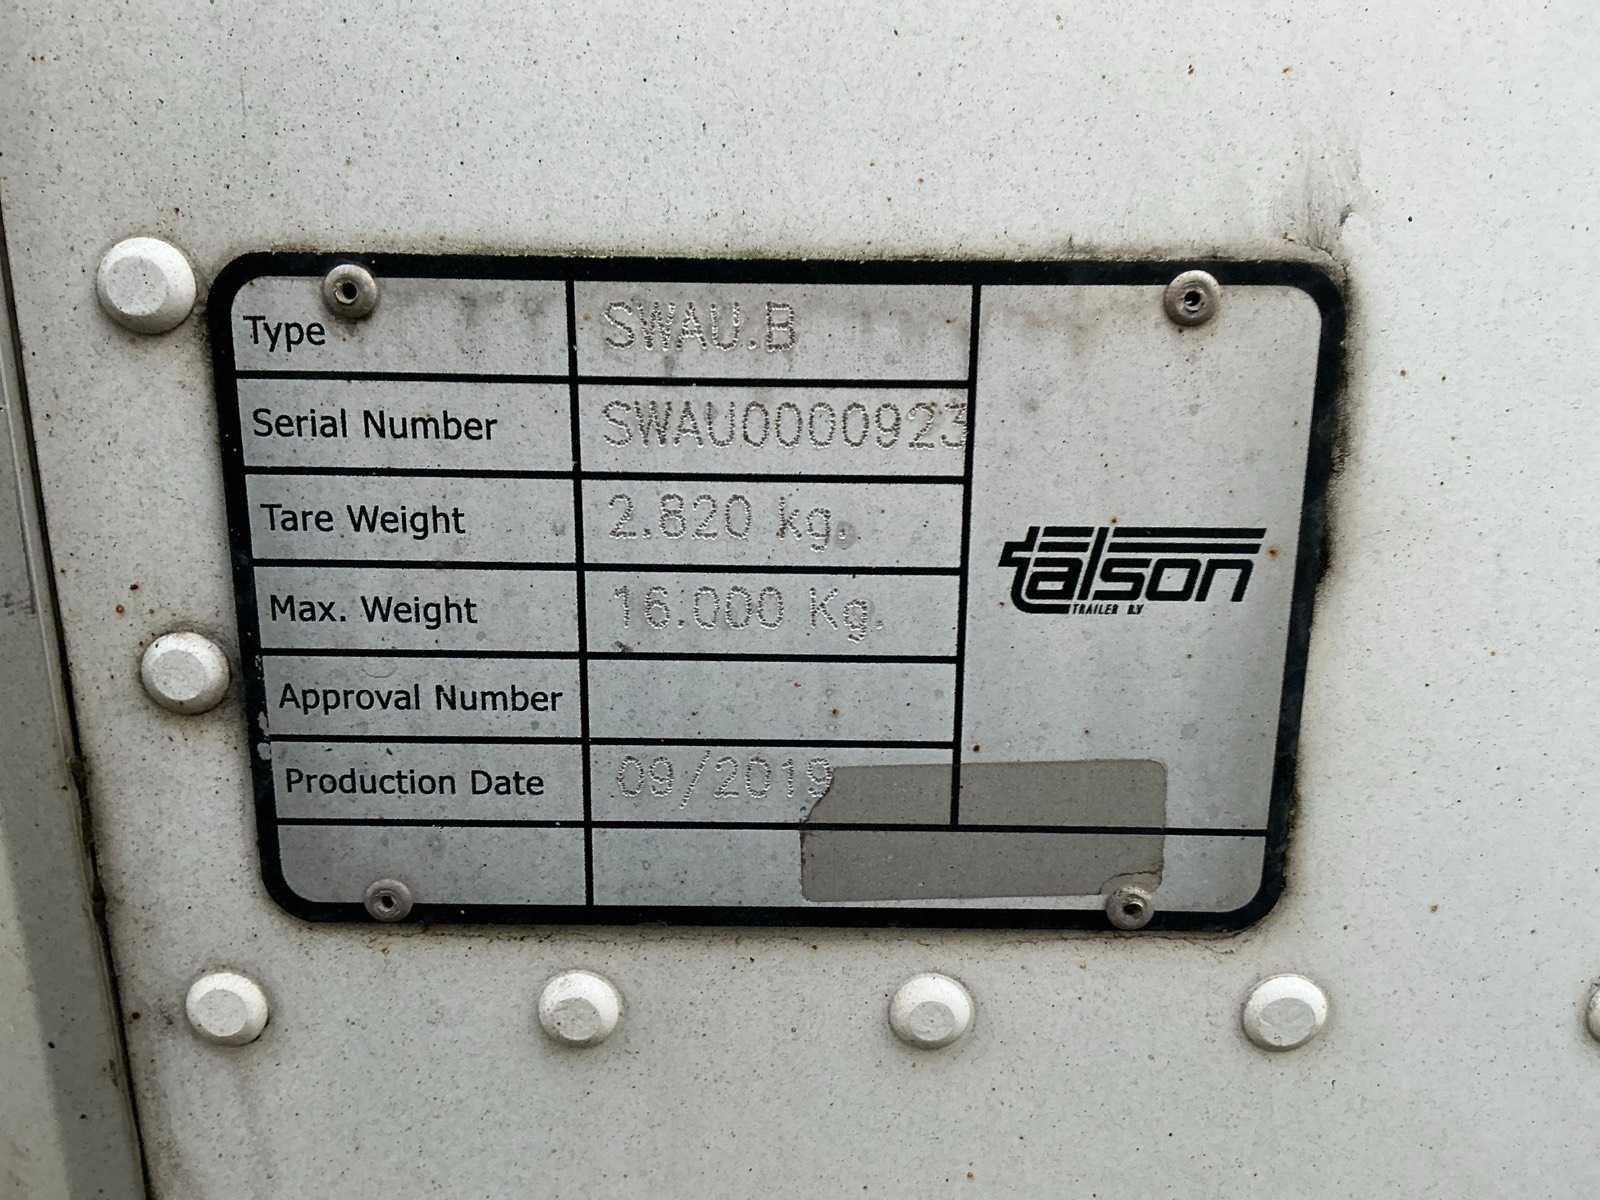 Type SWAU.B
Serial Number SWAU0000923
Tare Weight 2.820 kg.
Max. Weight 16.000 Kg.
Approval Number
Production Date 09/2019
talson
TRAILER B.V